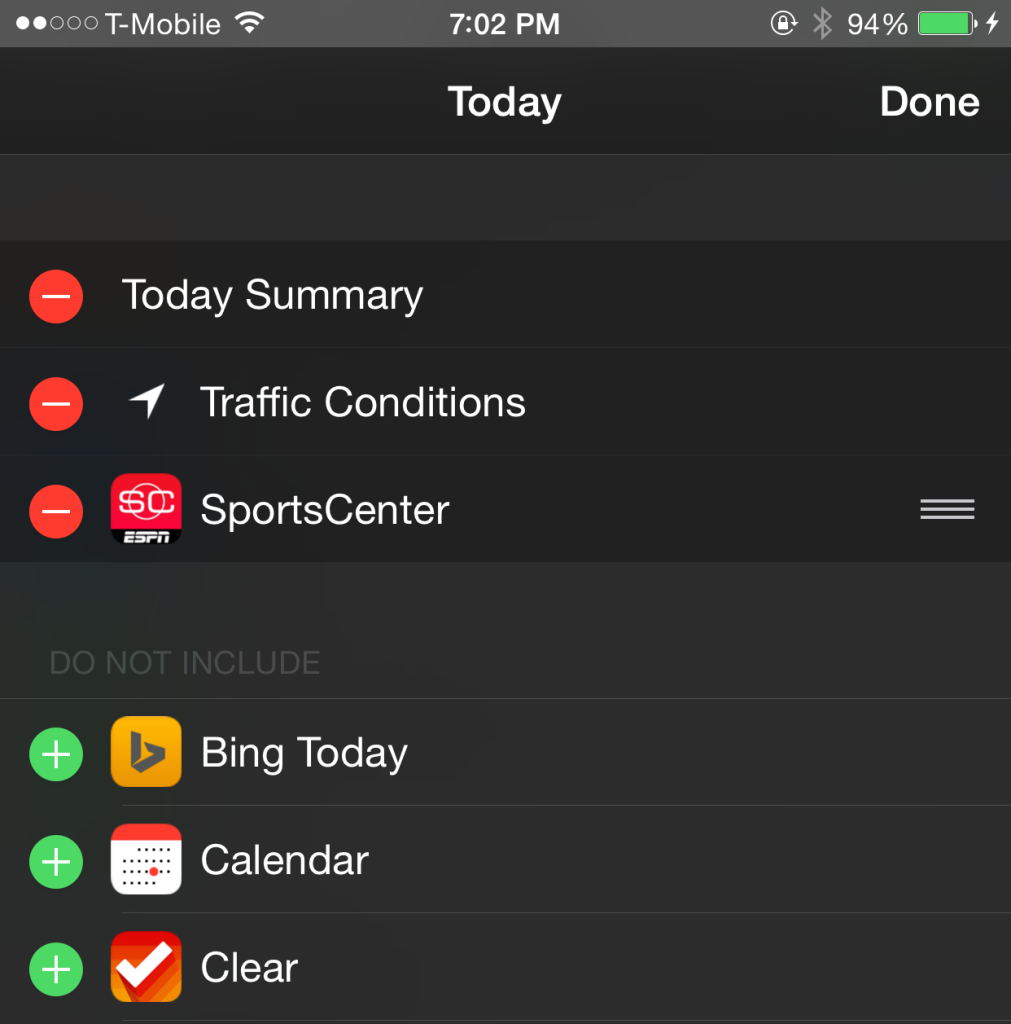 T-Mobile 7:02 PM 94%
Today Done
Today Summary
Traffic Conditions
SC
ESPN
SportsCenter
DO NOT INCLUDE
b
Bing Today
Calendar
Clear